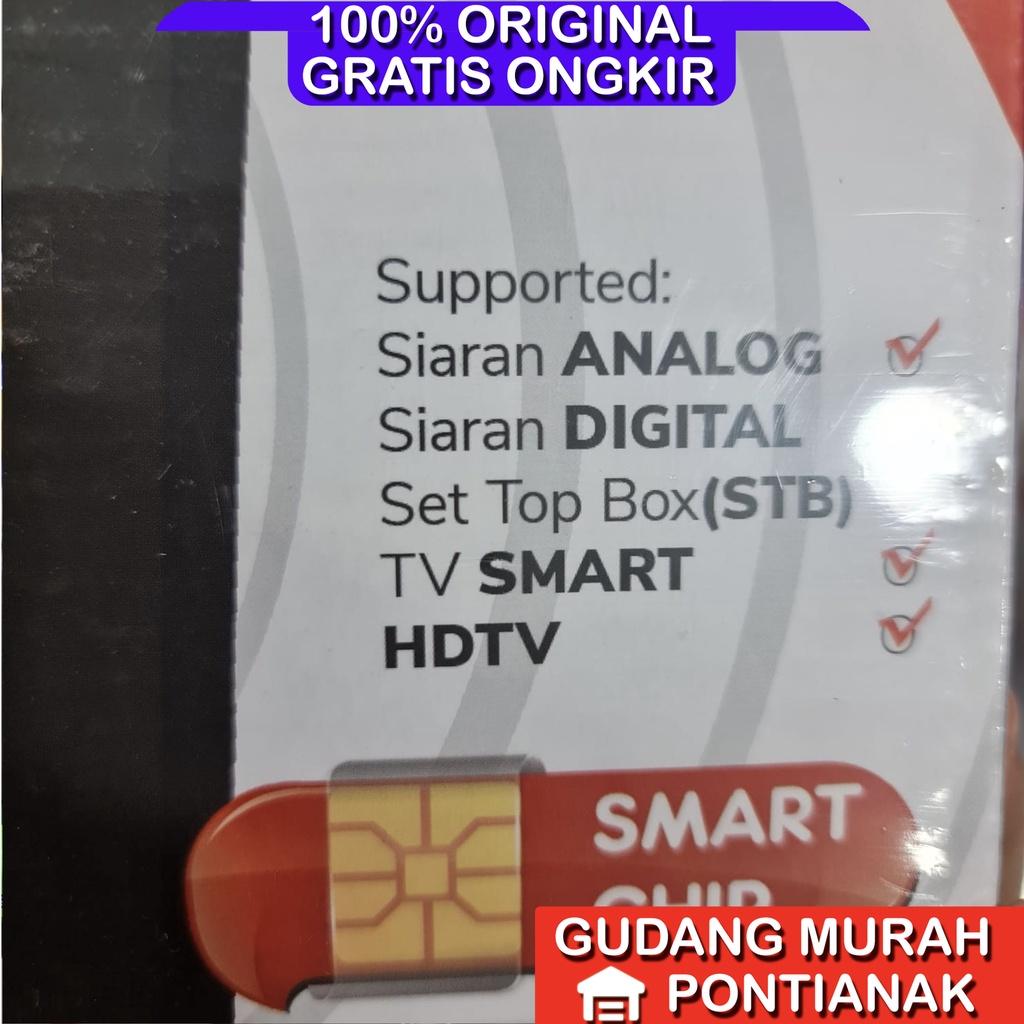 100% ORIGINAL
GRATIS ONGKIR
Supported:
Siaran ANALOG
Siaran DIGITAL
Set Top Box(STB)
TV SMART
HDTV
SMART
CHIP
GUDANG MURAH
PONTIANAK